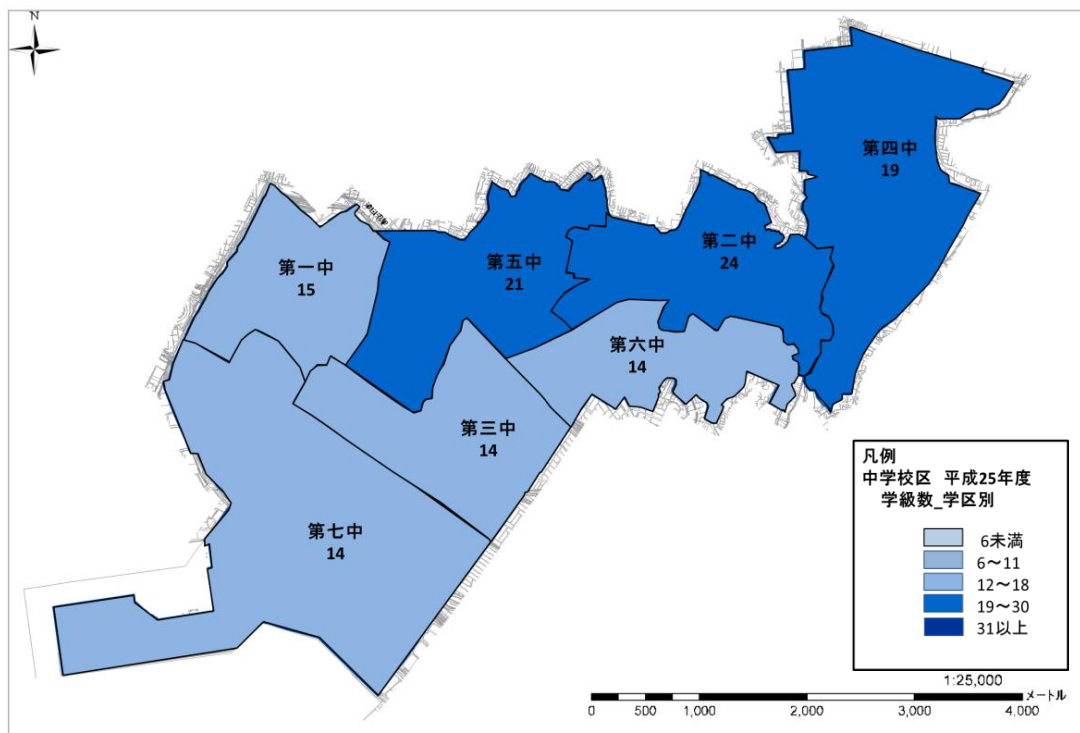 N
第四中
19
第二中
24
第五中
21
第一中
15
第六中
14
第三中
14
第七中
14
凡例
中学校区 平成25年度
学級数_学区別
6未満
6～11
12～18
19～30
31以上
1:25,000
メートル
0 500 1,000 2,000 3,000 4,000